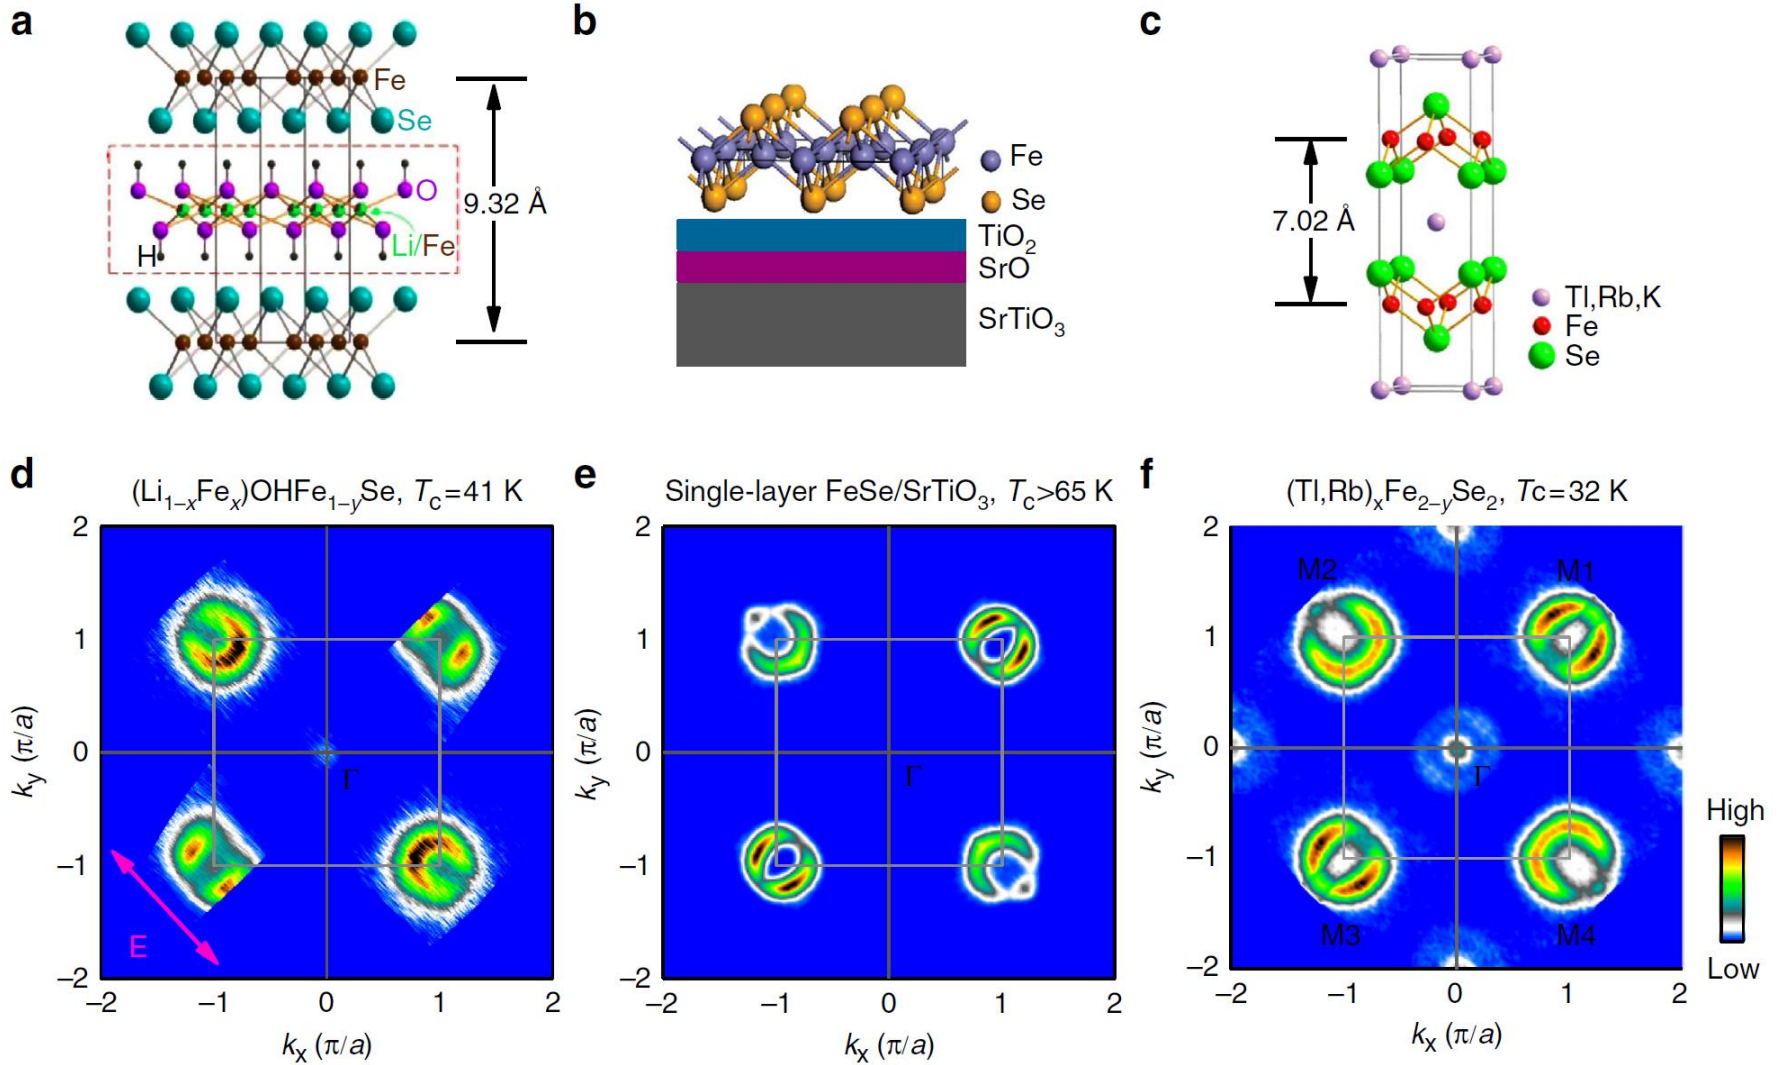 a
Fe
Se
O
Li/Fe
H
9.32 Å
b
Fe
Se
TiO₂
SrO
SrTiO₃
c
7.02 Å
Tl,Rb,K
Fe
Se
d
(Li₁₋ₓFeₓ)OHFe₁₋ySe, Tc=41 K
2
1
0
–1
–2
ky (π/a)
Γ
E
–2 –1 0 1 2
kx (π/a)
e
Single-layer FeSe/SrTiO₃, Tc>65 K
2
1
0
–1
–2
ky (π/a)
Γ
–2 –1 0 1 2
kx (π/a)
f
(Tl,Rb)ₓFe₂₋ySe₂, Tc=32 K
2
1
0
–1
–2
ky (π/a)
M2 M1
Γ
M3 M4
–2 –1 0 1 2
kx (π/a)
High
Low